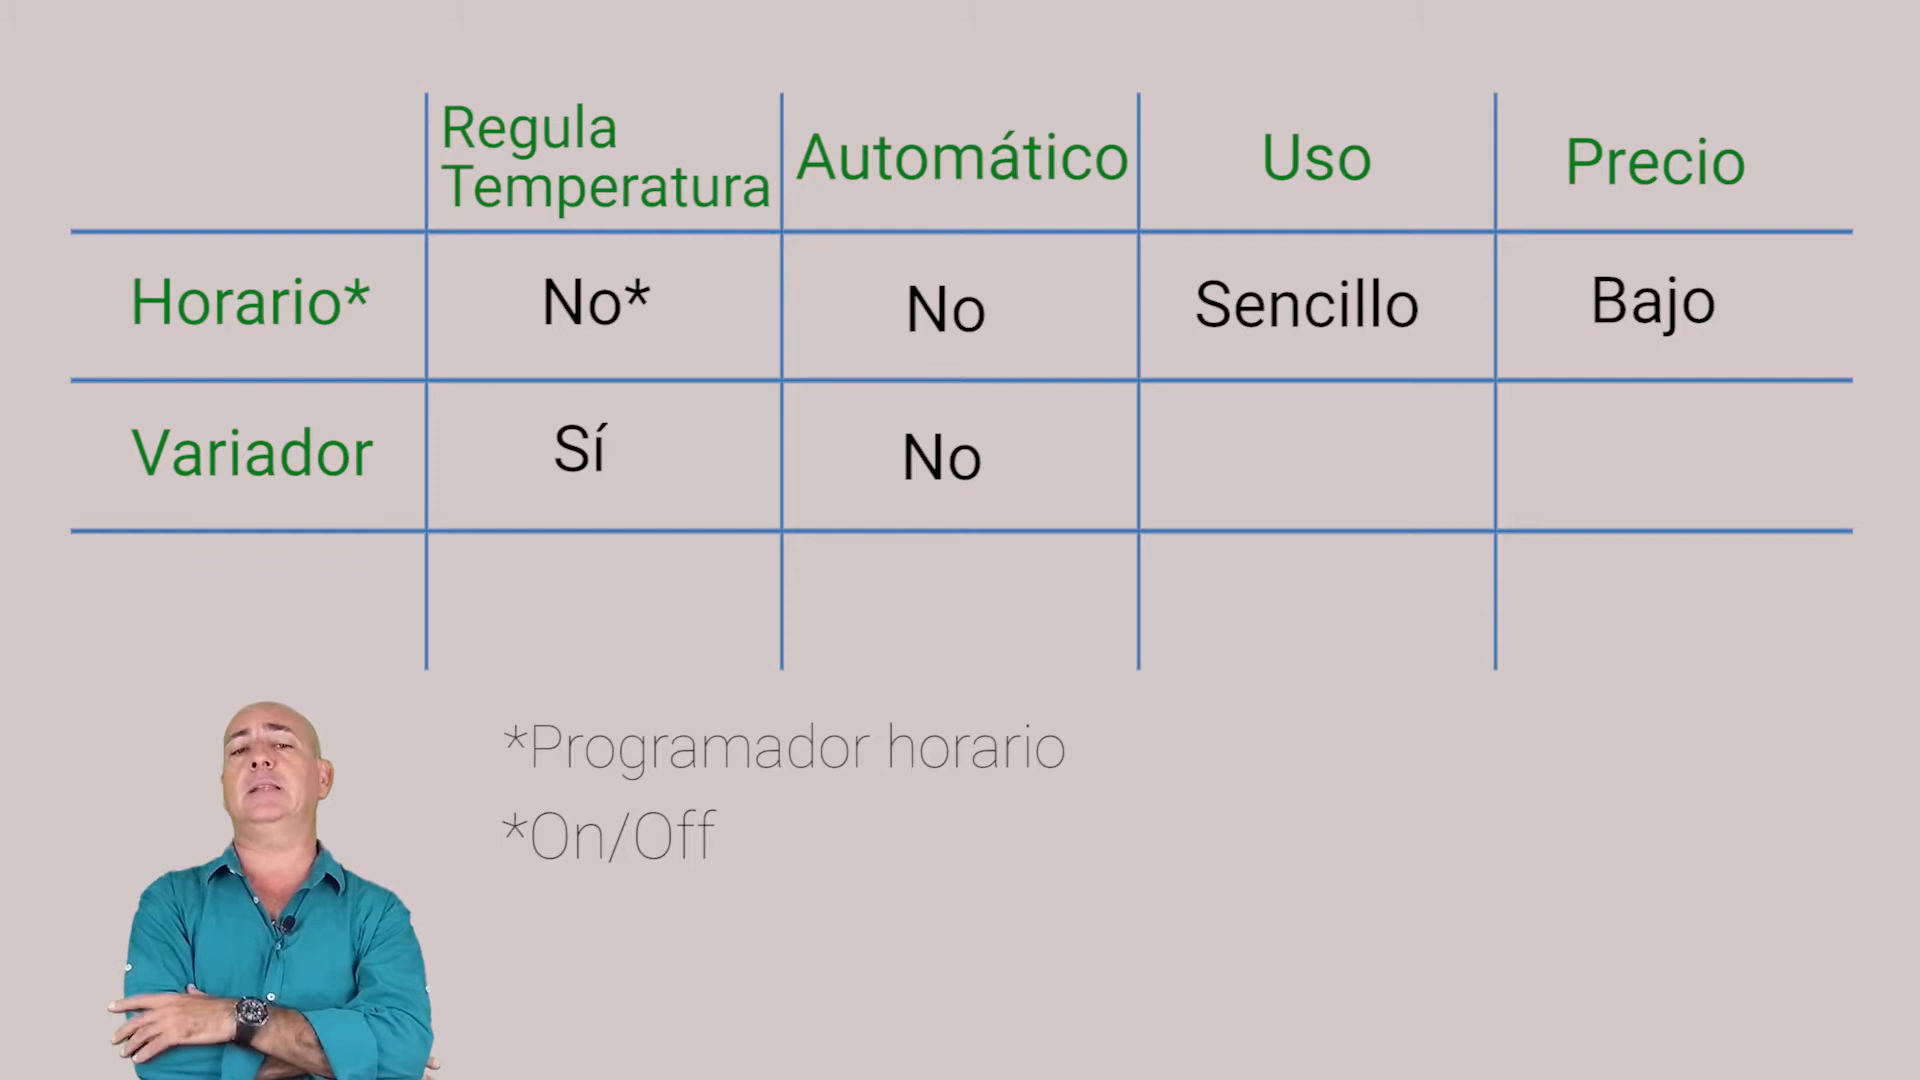 Regula
Temperatura
Automático
Uso
Precio
Horario*
No*
No
Sencillo
Bajo
Variador
Sí
No
*Programador horario
*On/Off